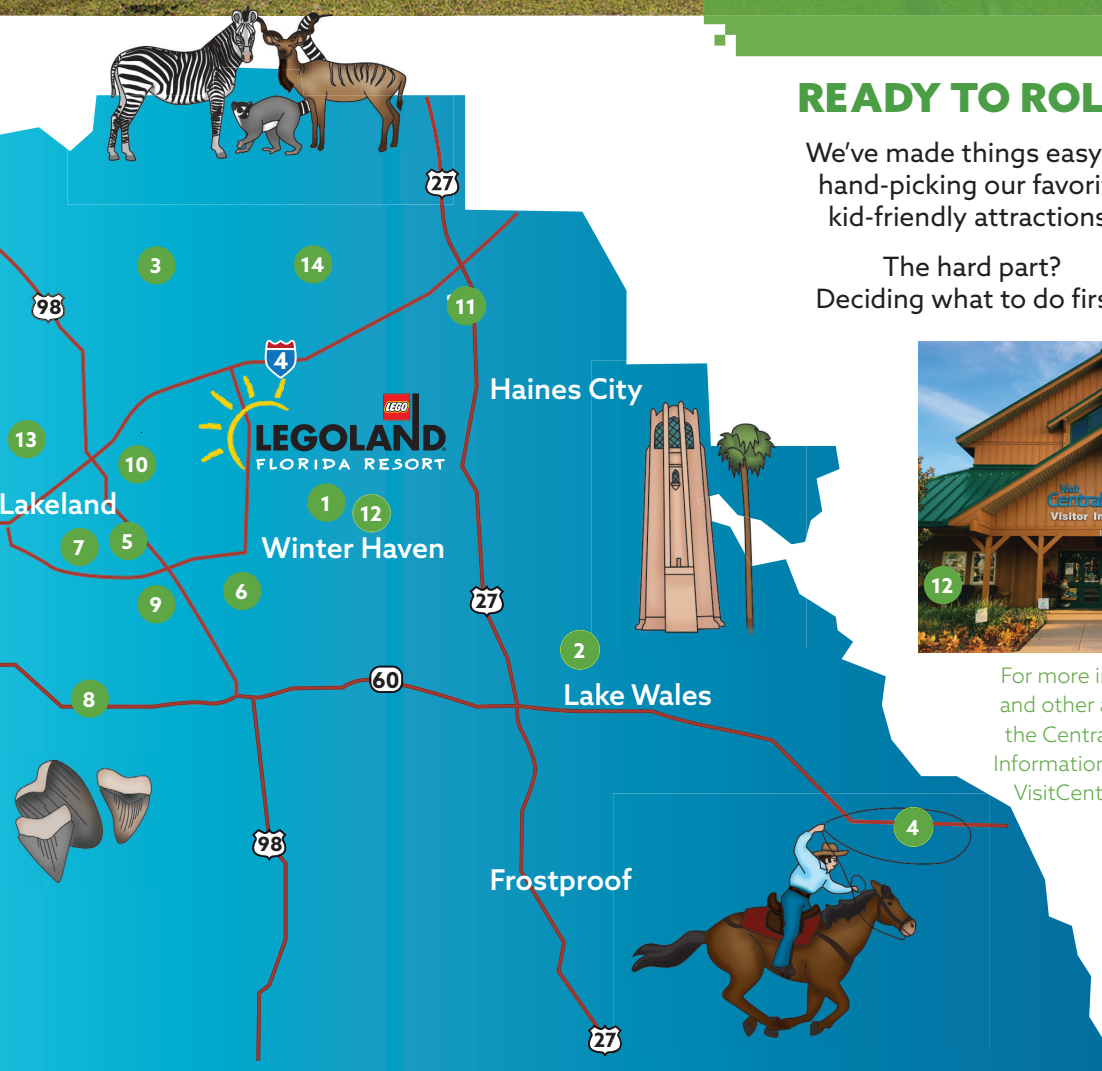 READY TO ROL
We've made things easy
hand-picking our favori
kid-friendly attractions
The hard part?
Deciding what to do firs
27
3
14
98
11
4
Haines City
LEGO
LEGOLAND
FLORIDA RESORT
13
10
1
12
Lakeland
7
5
Winter Haven
6
9
27
2
Lake Wales
60
8
98
4
Frostproof
27
Visit
Central
Visitor In
12
For more i
and other a
the Centra
Information
VisitCent